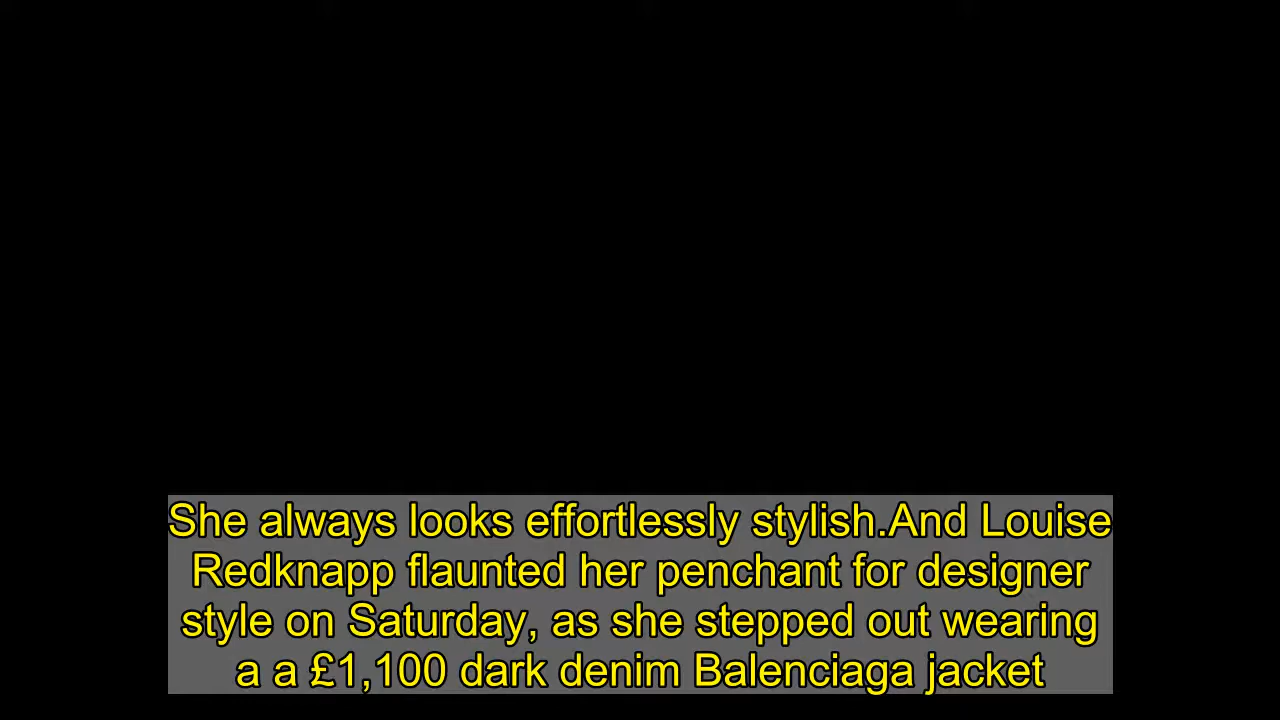 She always looks effortlessly stylish.And Louise
Redknapp flaunted her penchant for designer
style on Saturday, as she stepped out wearing
a a £1,100 dark denim Balenciaga jacket